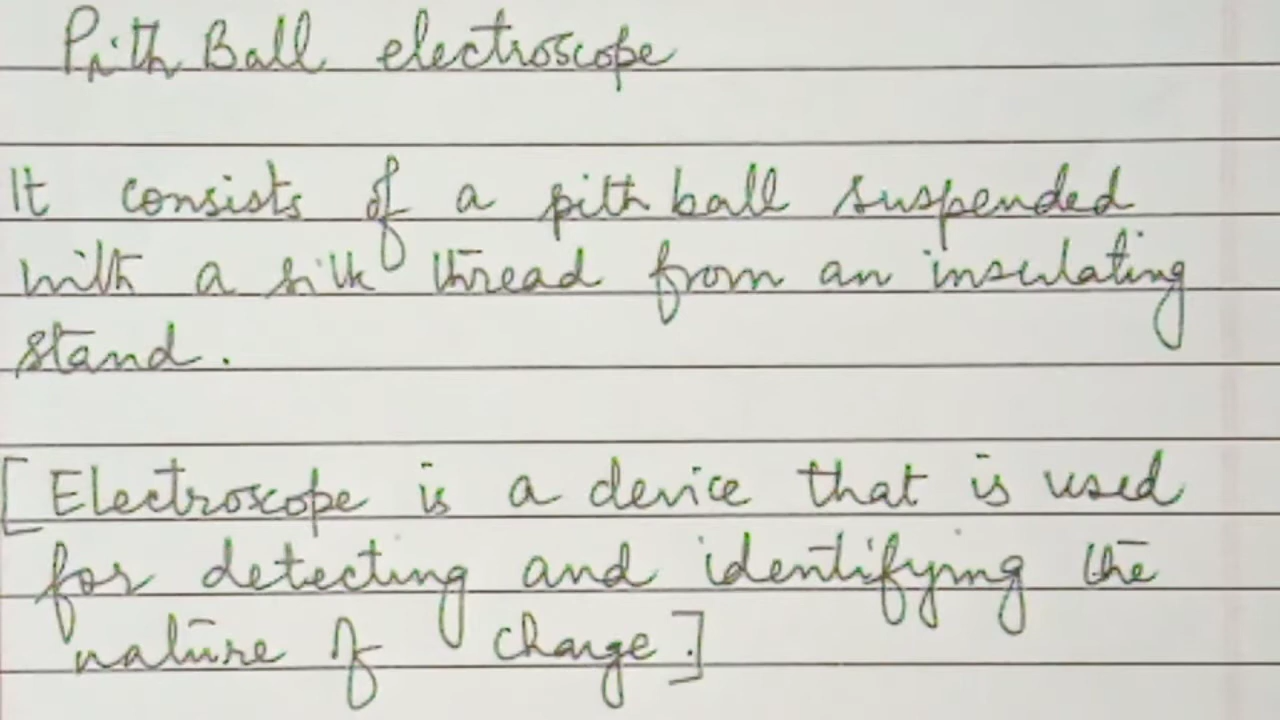 Pith Ball electroscope
It consists of a pith ball suspended
with a silk thread from an insulating
stand.
[Electroscope is a device that is used
for detecting and identifying the
nature of charge.]